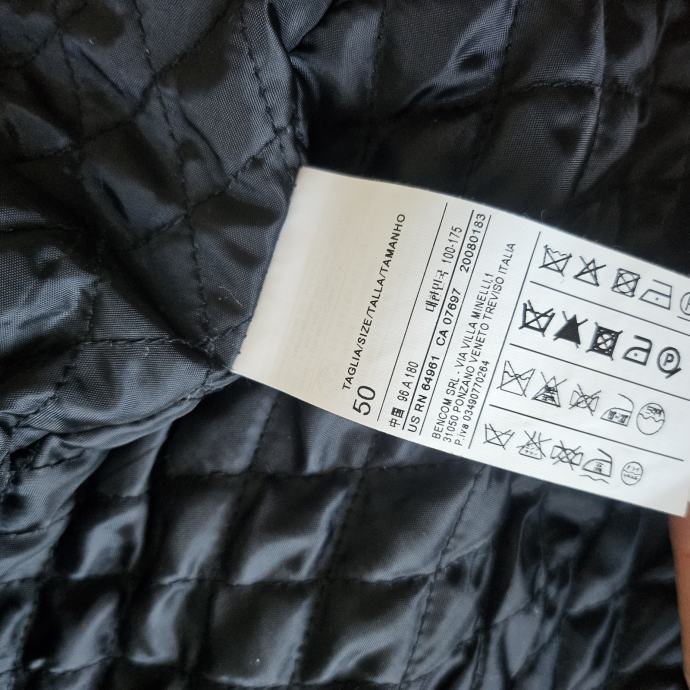 TAGLIA/SIZE/TALLA/TAMANHO
50
中国 96 A 180
대한민국 100-175
US RN 64961 CA 07697 20080183
BENCOM SRL - VIA VILLA MINELLI,1
31050 PONZANO VENETO TREVISO ITALIA
P.iva 03490770264
P